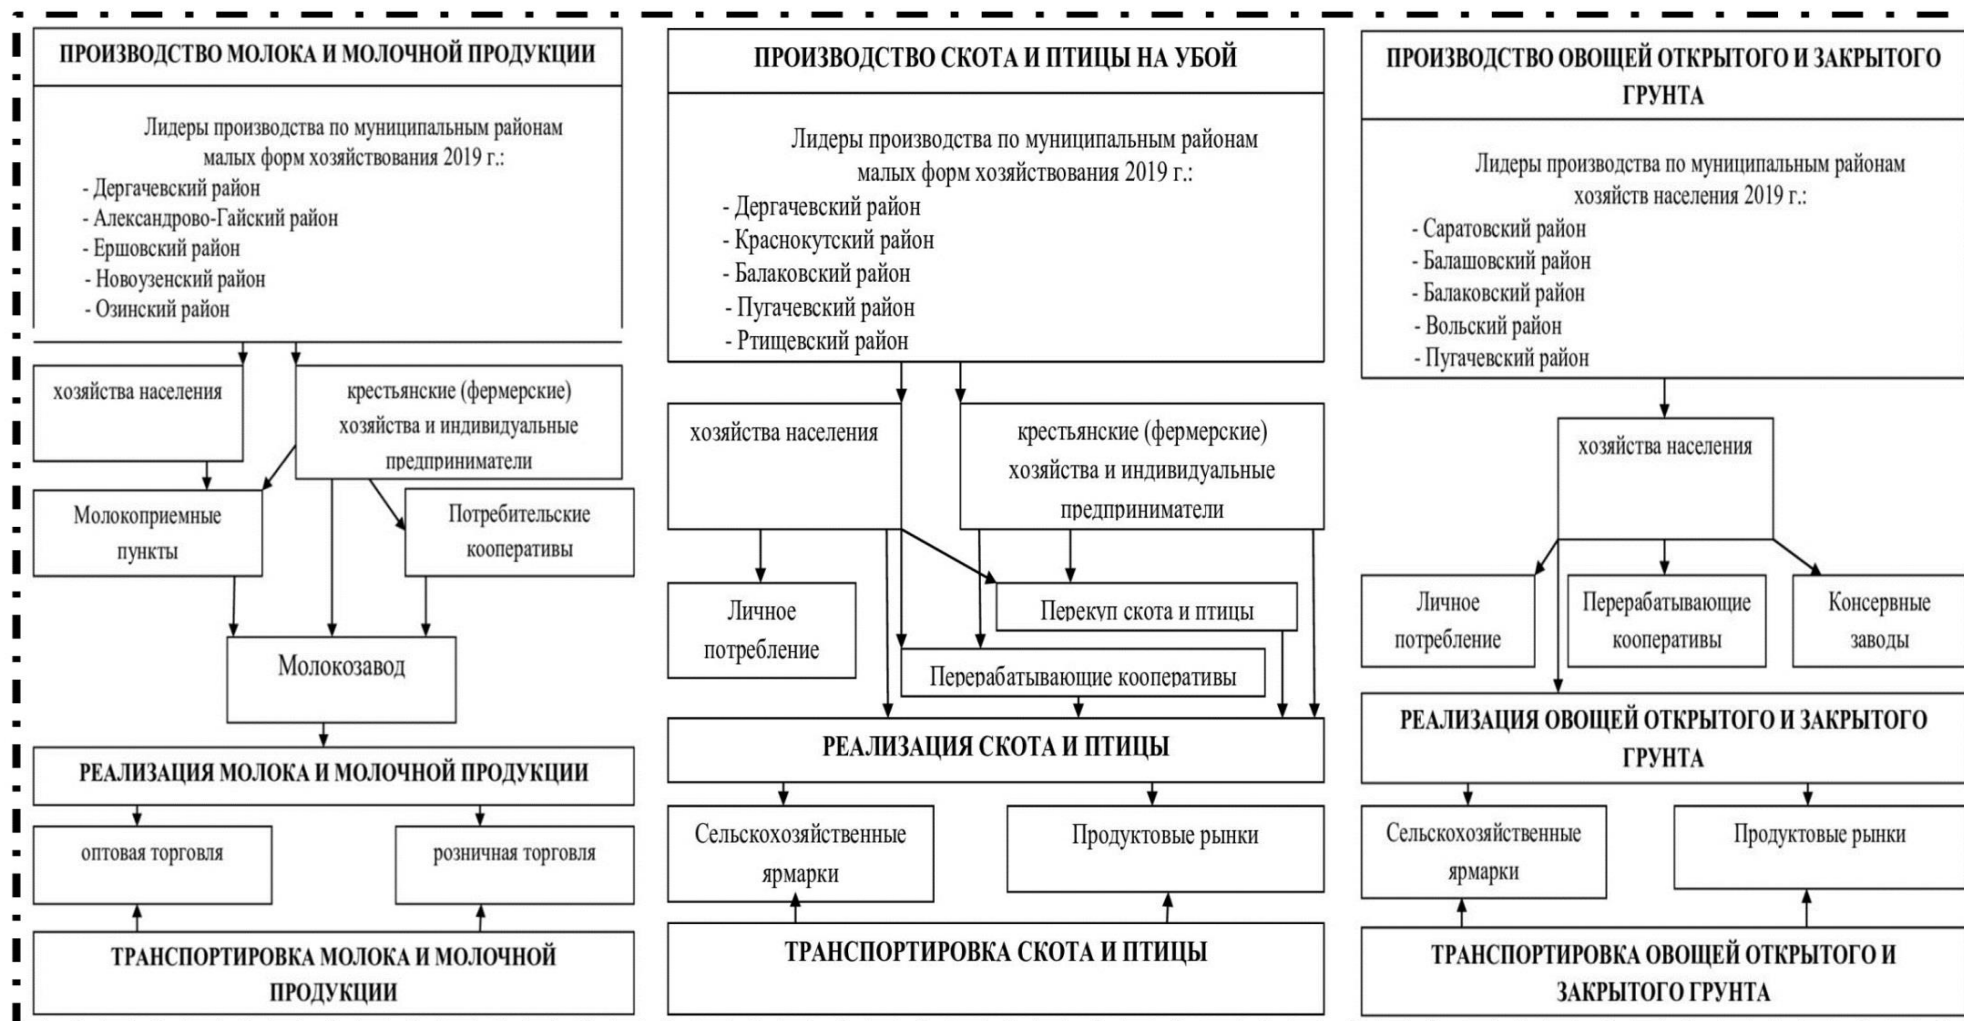 ПРОИЗВОДСТВО МОЛОКА И МОЛОЧНОЙ ПРОДУКЦИИ
Лидеры производства по муниципальным районам
малых форм хозяйствования 2019 г.:
- Дергачевский район
- Александрово-Гайский район
- Ершовский район
- Новоузенский район
- Озинский район
хозяйства населения
крестьянские (фермерские)
хозяйства и индивидуальные
предприниматели
Молокоприемные
пункты
Потребительские
кооперативы
Молокозавод
РЕАЛИЗАЦИЯ МОЛОКА И МОЛОЧНОЙ ПРОДУКЦИИ
оптовая торговля
розничная торговля
ТРАНСПОРТИРОВКА МОЛОКА И МОЛОЧНОЙ
ПРОДУКЦИИ
ПРОИЗВОДСТВО СКОТА И ПТИЦЫ НА УБОЙ
Лидеры производства по муниципальным районам
малых форм хозяйствования 2019 г.:
- Дергачевский район
- Краснокутский район
- Балаковский район
- Пугачевский район
- Ртищевский район
хозяйства населения
крестьянские (фермерские)
хозяйства и индивидуальные
предприниматели
Личное
потребление
Перекуп скота и птицы
Перерабатывающие кооперативы
РЕАЛИЗАЦИЯ СКОТА И ПТИЦЫ
Сельскохозяйственные
ярмарки
Продуктовые рынки
ТРАНСПОРТИРОВКА СКОТА И ПТИЦЫ
ПРОИЗВОДСТВО ОВОЩЕЙ ОТКРЫТОГО И ЗАКРЫТОГО
ГРУНТА
Лидеры производства по муниципальным районам
хозяйств населения 2019 г.:
- Саратовский район
- Балашовский район
- Балаковский район
- Вольский район
- Пугачевский район
хозяйства населения
Личное
потребление
Перерабатывающие
кооперативы
Консервные
заводы
РЕАЛИЗАЦИЯ ОВОЩЕЙ ОТКРЫТОГО И ЗАКРЫТОГО
ГРУНТА
Сельскохозяйственные
ярмарки
Продуктовые рынки
ТРАНСПОРТИРОВКА ОВОЩЕЙ ОТКРЫТОГО И
ЗАКРЫТОГО ГРУНТА